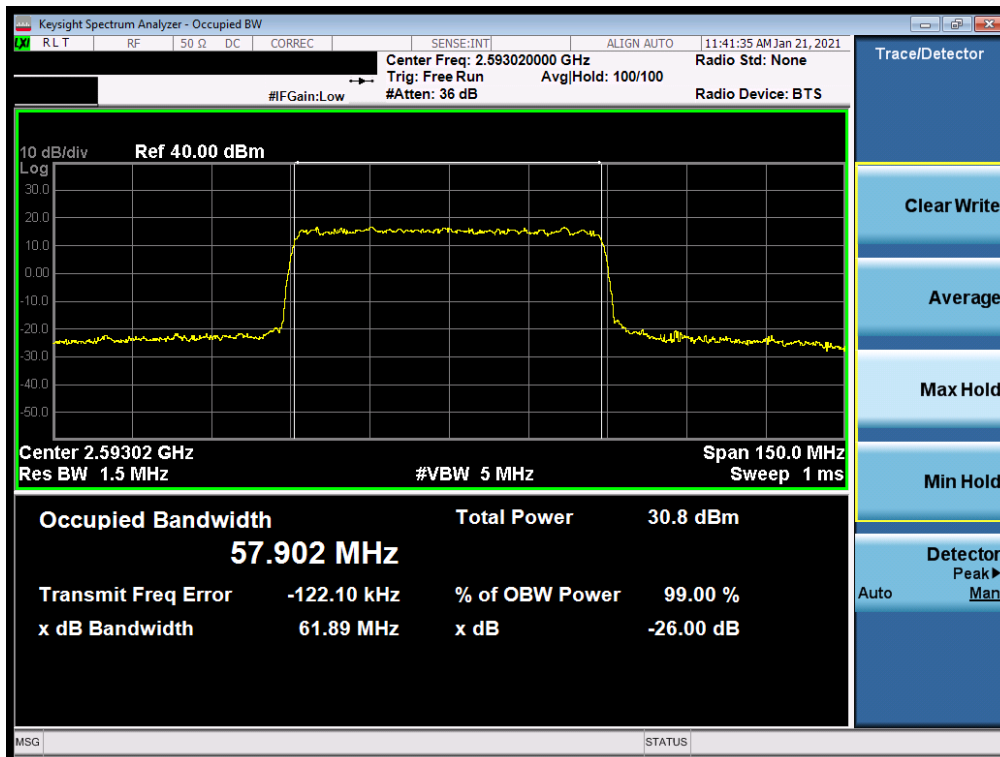 Keysight Spectrum Analyzer - Occupied BW
LXI RLT RF 50 Ω DC CORREC SENSE:INT ALIGN AUTO 11:41:35 AM Jan 21, 2021
Center Freq: 2.593020000 GHz Radio Std: None
Trig: Free Run Avg|Hold: 100/100
#IFGain:Low #Atten: 36 dB Radio Device: BTS
10 dB/div Ref 40.00 dBm
Log
30.0
20.0
10.0
0.00
-10.0
-20.0
-30.0
-40.0
-50.0
Center 2.59302 GHz Span 150.0 MHz
Res BW 1.5 MHz #VBW 5 MHz Sweep 1 ms
Occupied Bandwidth Total Power 30.8 dBm
57.902 MHz
Transmit Freq Error -122.10 kHz % of OBW Power 99.00 %
x dB Bandwidth 61.89 MHz x dB -26.00 dB
MSG STATUS
Trace/Detector
Clear Write
Average
Max Hold
Min Hold
Detector
Peak▶
Auto Man